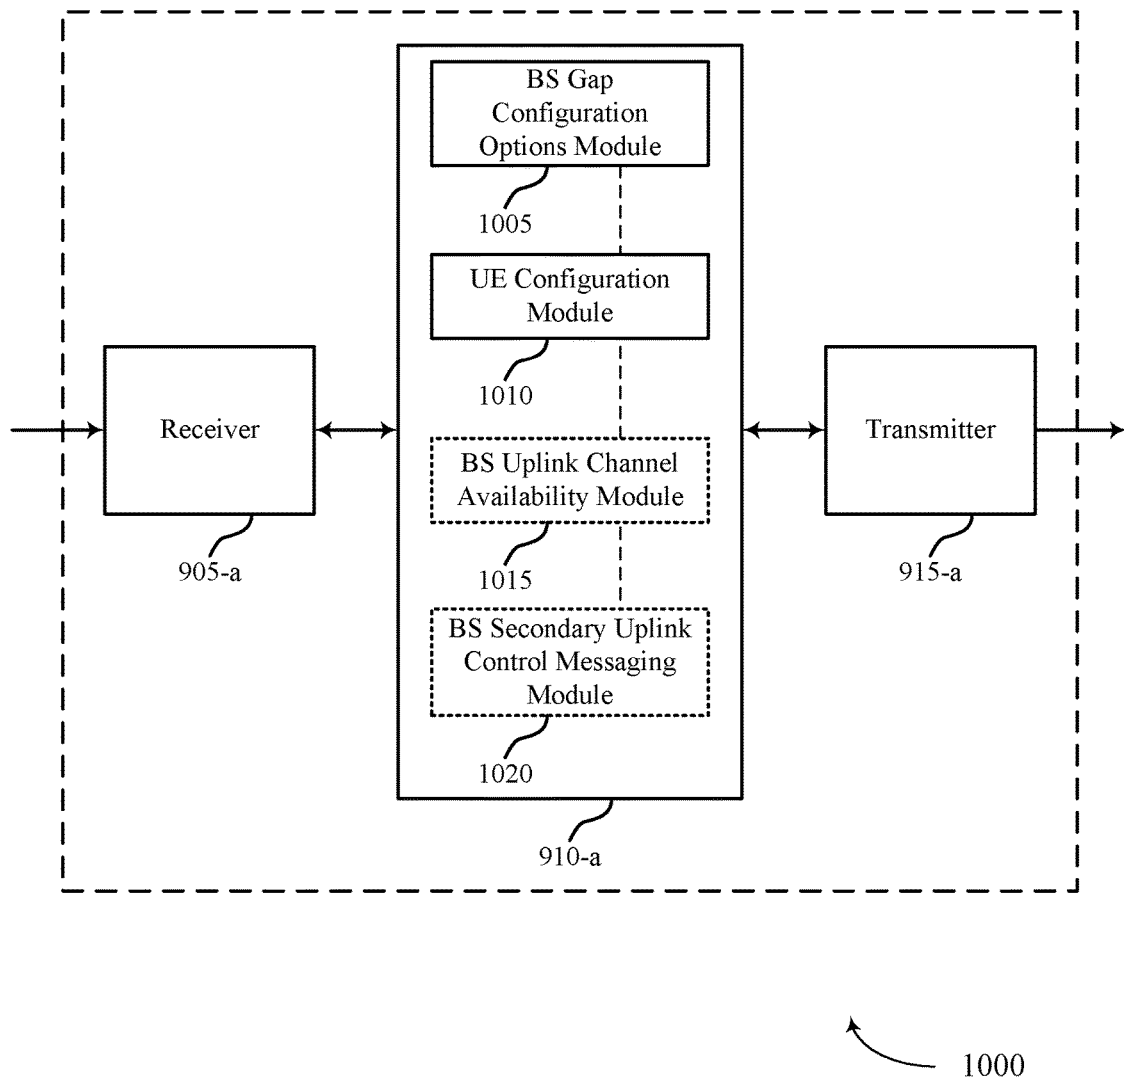 BS Gap
Configuration
Options Module
1005
UE Configuration
Module
1010
Receiver
905-a
BS Uplink Channel
Availability Module
1015
BS Secondary Uplink
Control Messaging
Module
1020
910-a
Transmitter
915-a
1000